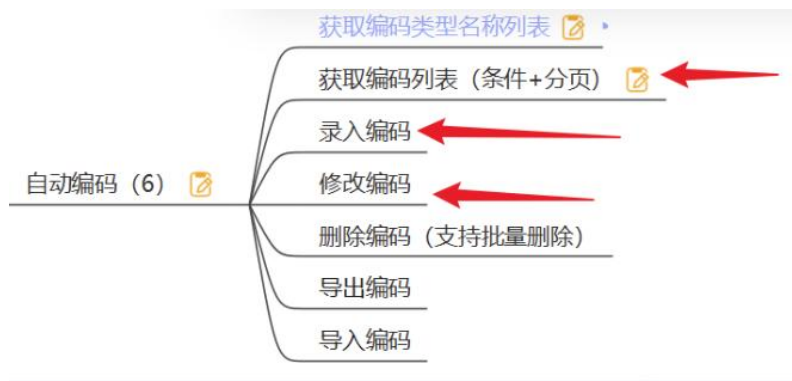 获取编码类型名称列表
获取编码列表（条件+分页）
录入编码
自动编码（6）
修改编码
删除编码（支持批量删除）
导出编码
导入编码